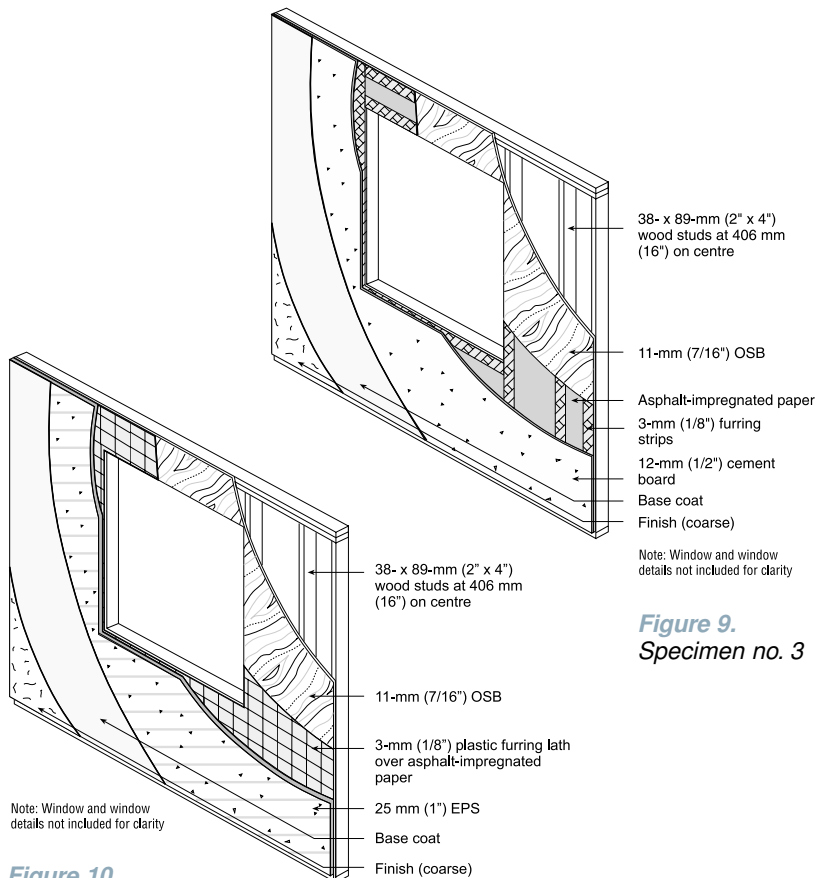 38- x 89-mm (2" x 4")
wood studs at 406 mm
(16") on centre
11-mm (7/16") OSB
Asphalt-impregnated paper
3-mm (1/8") furring
strips
12-mm (1/2") cement
board
Base coat
Finish (coarse)
Note: Window and window
details not included for clarity
Figure 9.
Specimen no. 3
38- x 89-mm (2” x 4”)
wood studs at 406 mm
(16”) on centre
11-mm (7/16”) OSB
3-mm (1/8”) plastic furring lath
over asphalt-impregnated
paper
25 mm (1”) EPS
Base coat
Finish (coarse)
Note: Window and window
details not included for clarity
Figure 10